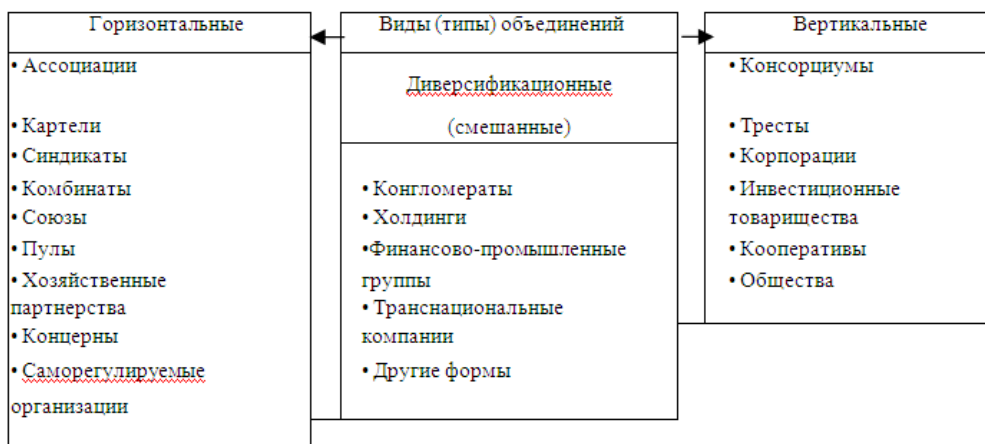 Горизонтальные
• Ассоциации
• Картели
• Синдикаты
• Комбинаты
• Союзы
• Пулы
• Хозяйственные
партнерства
• Концерны
• Саморегулируемые
организации
Виды (типы) объединений
Диверсификационные
(смешанные)
• Конгломераты
• Холдинги
•Финансово-промышленные
группы
• Транснациональные
компании
• Другие формы
Вертикальные
• Консорциумы
• Тресты
• Корпорации
• Инвестиционные
товарищества
• Кооперативы
• Общества